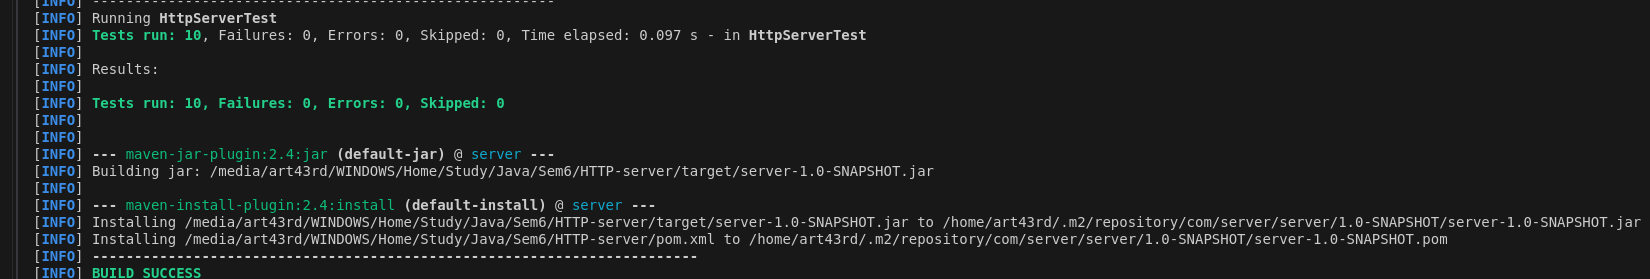 [INFO] -------------------------------------------------------
[INFO] Running HttpServerTest
[INFO] Tests run: 10, Failures: 0, Errors: 0, Skipped: 0, Time elapsed: 0.097 s - in HttpServerTest
[INFO]
[INFO] Results:
[INFO]
[INFO] Tests run: 10, Failures: 0, Errors: 0, Skipped: 0
[INFO]
[INFO]
[INFO] --- maven-jar-plugin:2.4:jar (default-jar) @ server ---
[INFO] Building jar: /media/art43rd/WINDOWS/Home/Study/Java/Sem6/HTTP-server/target/server-1.0-SNAPSHOT.jar
[INFO]
[INFO] --- maven-install-plugin:2.4:install (default-install) @ server ---
[INFO] Installing /media/art43rd/WINDOWS/Home/Study/Java/Sem6/HTTP-server/target/server-1.0-SNAPSHOT.jar to /home/art43rd/.m2/repository/com/server/server/1.0-SNAPSHOT/server-1.0-SNAPSHOT.jar
[INFO] Installing /media/art43rd/WINDOWS/Home/Study/Java/Sem6/HTTP-server/pom.xml to /home/art43rd/.m2/repository/com/server/server/1.0-SNAPSHOT/server-1.0-SNAPSHOT.pom
[INFO] ------------------------------------------------------------------------
[INFO] BUILD SUCCESS